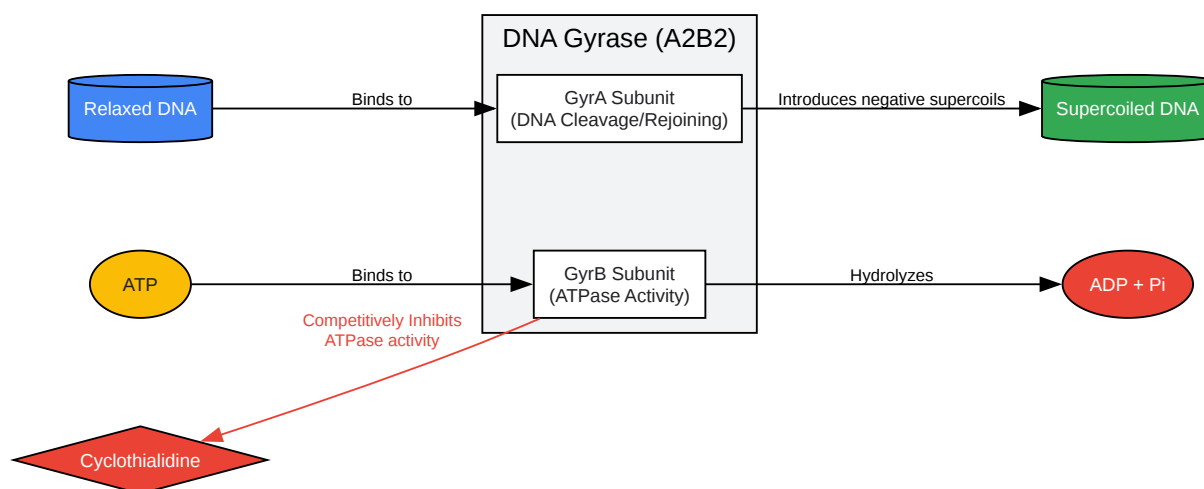 DNA Gyrase (A2B2)
Relaxed DNA
Binds to
GyrA Subunit
(DNA Cleavage/Rejoining)
Introduces negative supercoils
Supercoiled DNA
ATP
Binds to
GyrB Subunit
(ATPase Activity)
Hydrolyzes
ADP + Pi
Competitively Inhibits
ATPase activity
Cyclothialidine